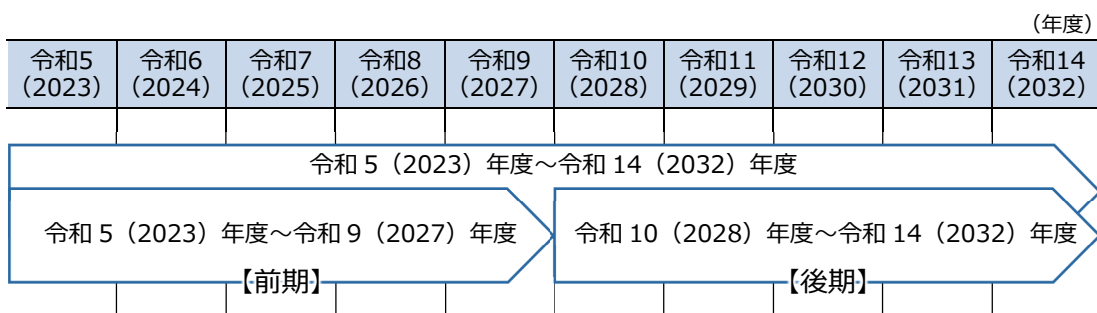 （年度）
令和5 令和6 令和7 令和8 令和9 令和10 令和11 令和12 令和13 令和14
（2023） （2024） （2025） （2026） （2027） （2028） （2029） （2030） （2031） （2032）
令和 5（2023）年度～令和 14（2032）年度
令和 5（2023）年度～令和 9（2027）年度 令和 10（2028）年度～令和 14（2032）年度
【前期】 【後期】